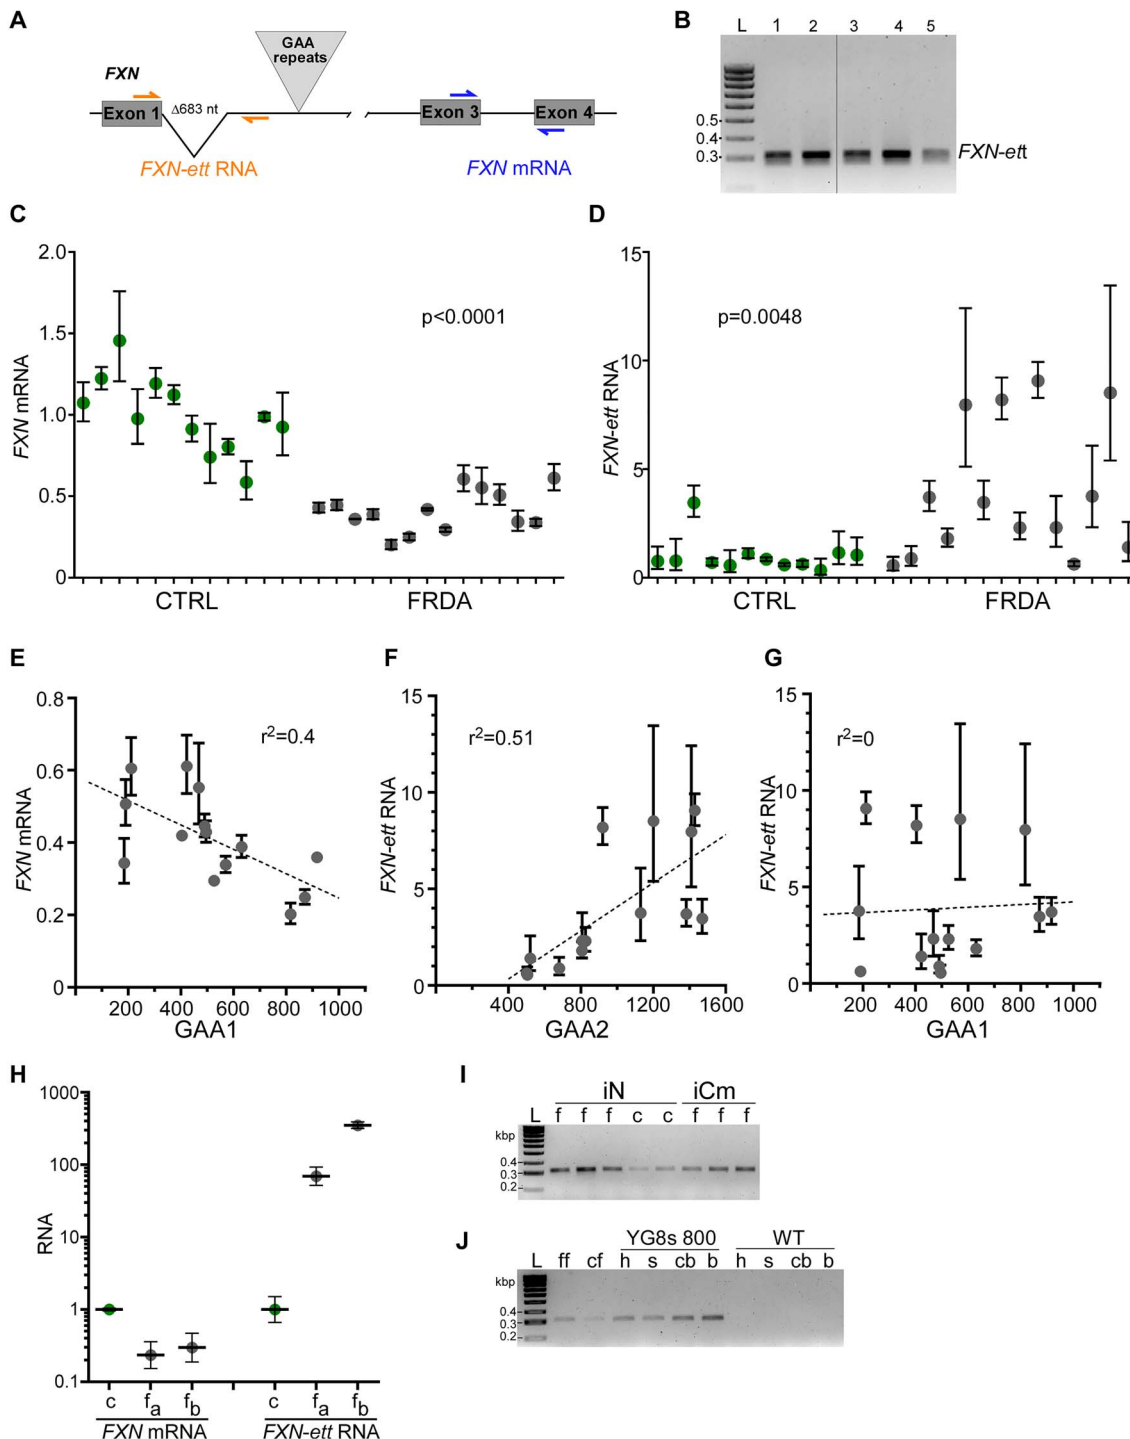 A
GAA
repeats
FXN
Exon 1
Δ683 nt
Exon 3
Exon 4
FXN-ett RNA
FXN mRNA
B
L 1 2 3 4 5
0.5
0.4
0.3
FXN-ett
C
2.0
1.5
1.0
0.5
0
FXN mRNA
p<0.0001
CTRL
FRDA
D
15
10
5
0
FXN-ett RNA
p=0.0048
CTRL
FRDA
E
0.8
0.6
0.4
0.2
0
FXN mRNA
r²=0.4
200 400 600 800 1000
GAA1
F
15
10
5
0
FXN-ett RNA
r²=0.51
400 800 1200 1600
GAA2
G
15
10
5
0
FXN-ett RNA
r²=0
200 400 600 800 1000
GAA1
H
1000
100
10
1
0.1
RNA
c fa fb c fa fb
FXN mRNA FXN-ett RNA
I
iN iCm
L f f f c c f f f
kbp
0.4
0.3
0.2
J
YG8s 800 WT
L ff cf h s cb b h s cb b
kbp
0.4
0.3
0.2